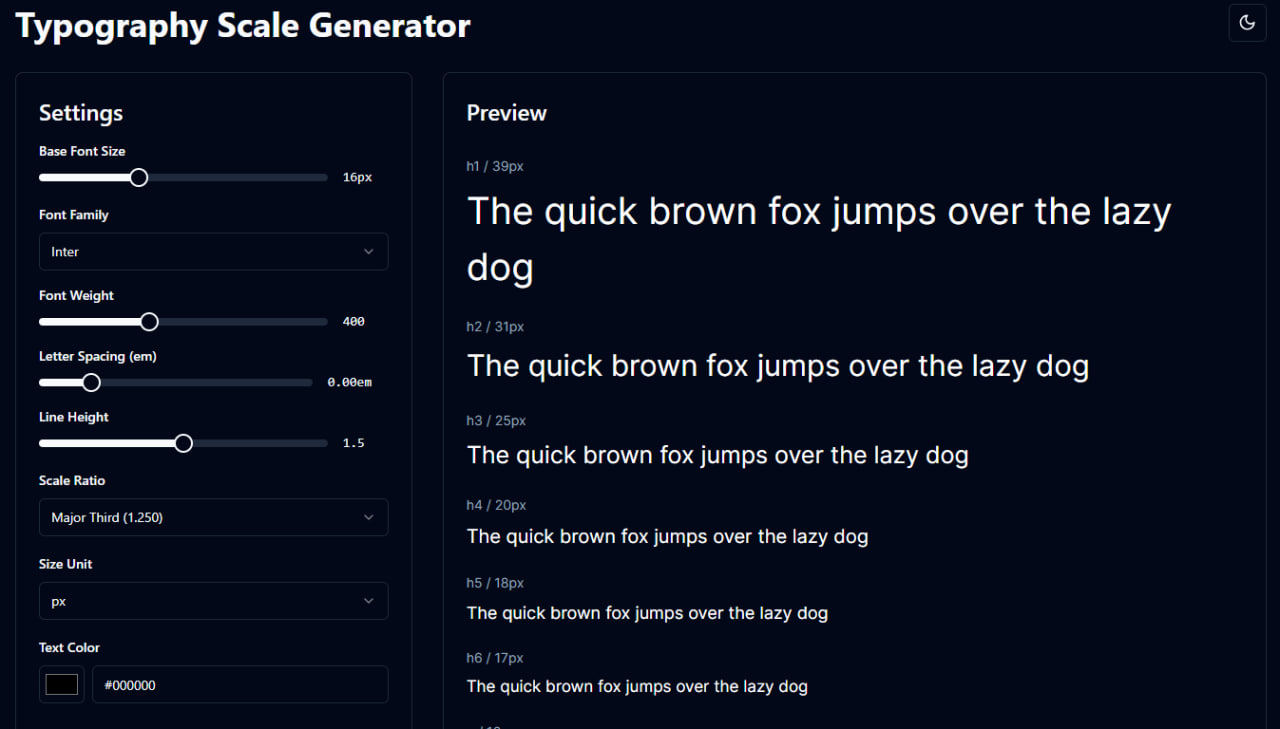 Typography Scale Generator
Settings
Base Font Size
16px
Font Family
Inter
Font Weight
400
Letter Spacing (em)
0.00em
Line Height
1.5
Scale Ratio
Major Third (1.250)
Size Unit
px
Text Color
#000000
Preview
h1 / 39px
The quick brown fox jumps over the lazy
dog
h2 / 31px
The quick brown fox jumps over the lazy dog
h3 / 25px
The quick brown fox jumps over the lazy dog
h4 / 20px
The quick brown fox jumps over the lazy dog
h5 / 18px
The quick brown fox jumps over the lazy dog
h6 / 17px
The quick brown fox jumps over the lazy dog